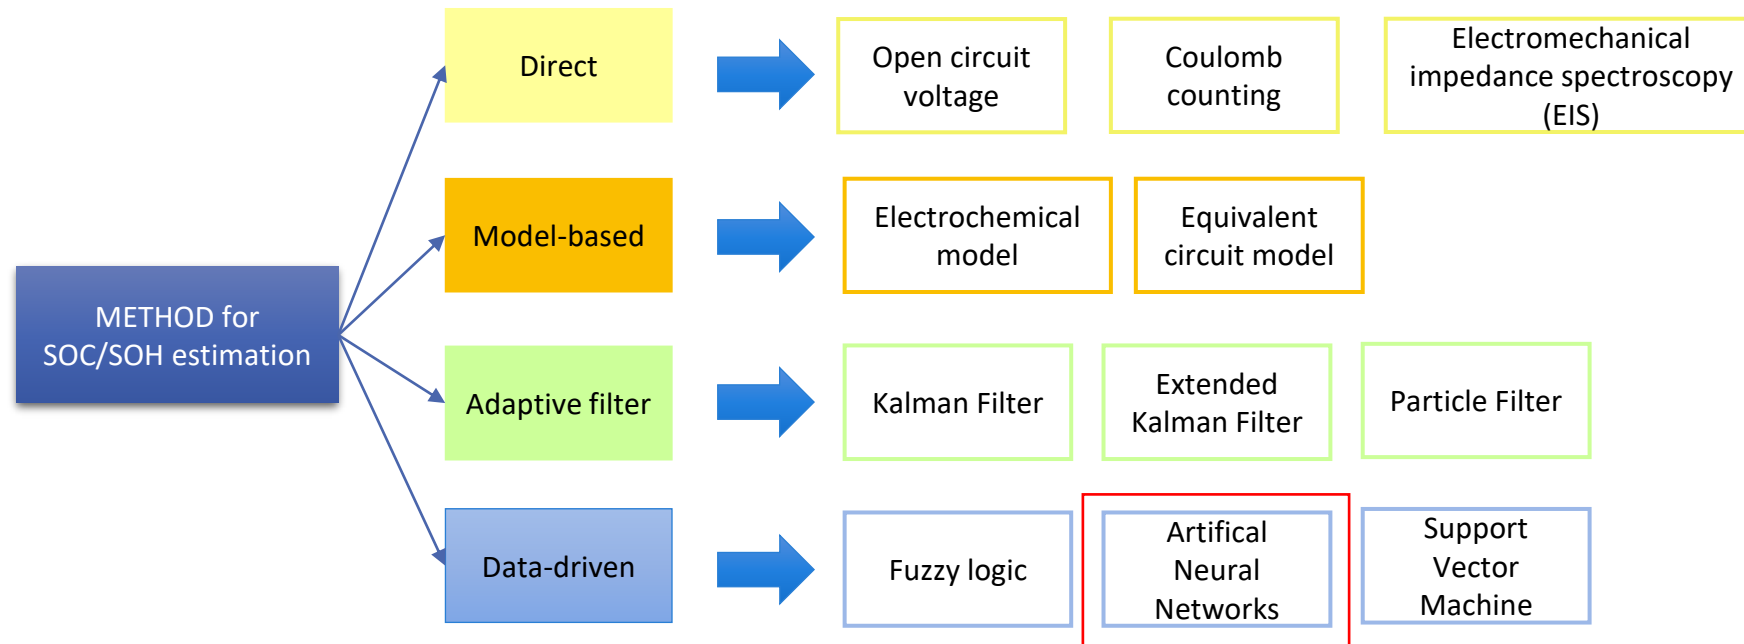 METHOD for
SOC/SOH estimation
Direct
Open circuit
voltage
Coulomb
counting
Electromechanical
impedance spectroscopy
(EIS)
Model-based
Electrochemical
model
Equivalent
circuit model
Adaptive filter
Kalman Filter
Extended
Kalman Filter
Particle Filter
Data-driven
Fuzzy logic
Artifical
Neural
Networks
Support
Vector
Machine